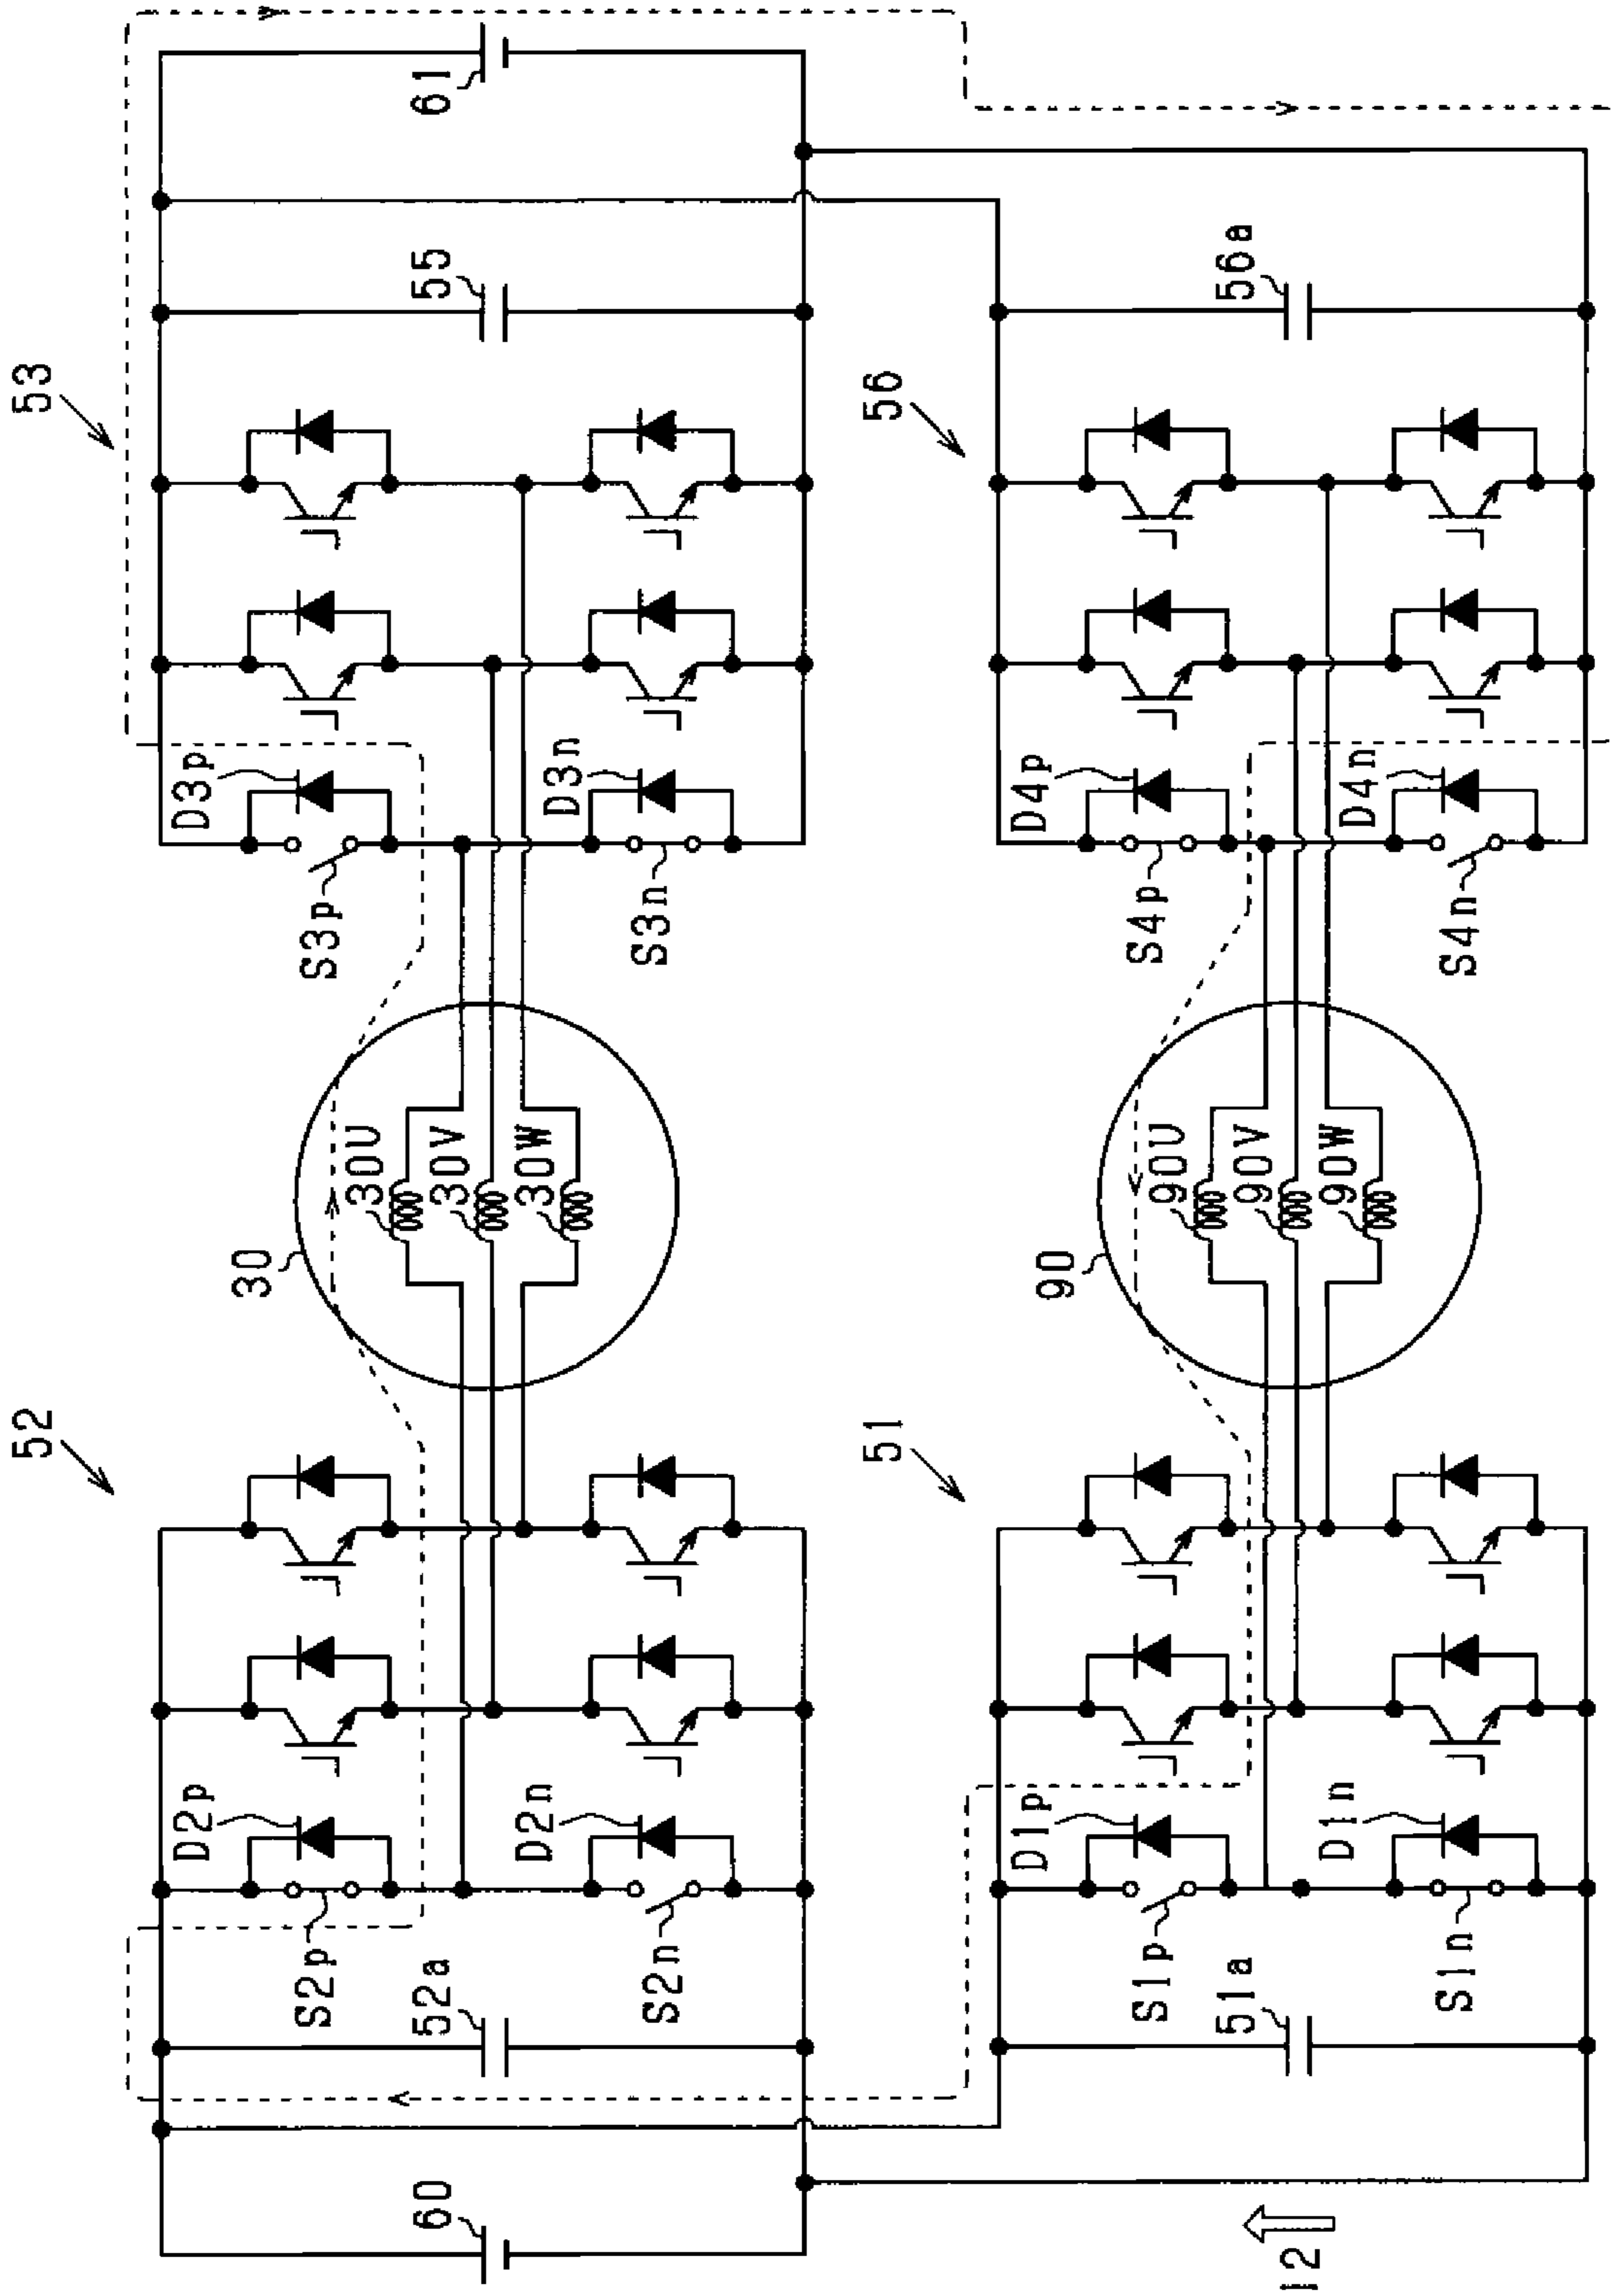 53
61
55
D3p
S3p
D3n
S3n
30
30U
30V
30W
52
D2p
S2p
D2n
S2n
52a
60
56
56a
D4p
S4p
D4n
S4n
90
90U
90V
90W
51
D1p
S1p
D1n
S1n
51a
12